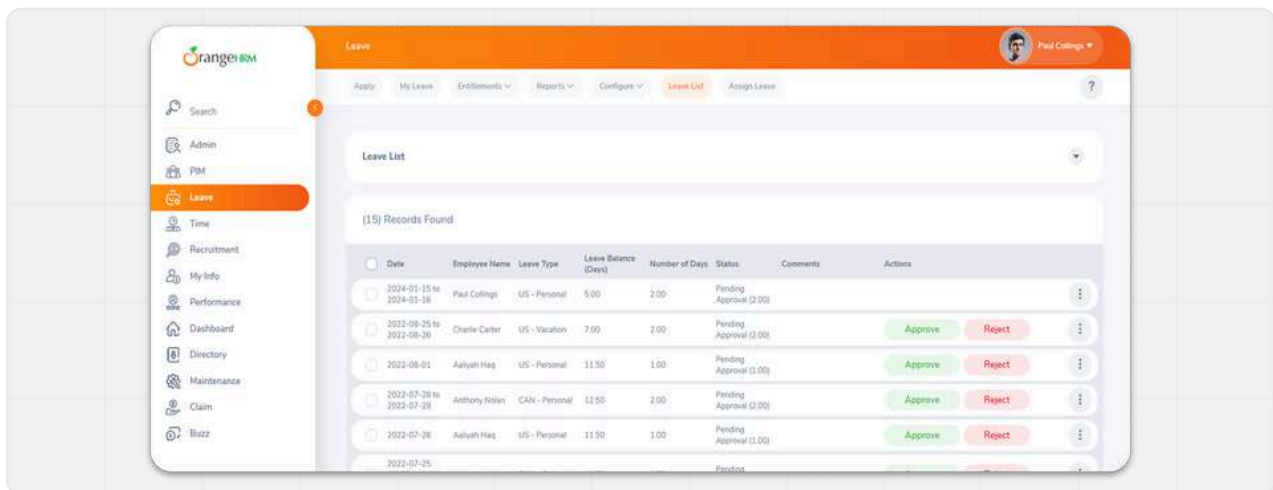 OrangeHRM
Leave
Paul Collings
Search
Admin
PIM
Leave
Time
Recruitment
My Info
Performance
Dashboard
Directory
Maintenance
Claim
Buzz
Apply My Leave Entitlements Reports Configure Leave List Assign Leave ?
Leave List
(15) Records Found
Date Employee Name Leave Type Leave Balance (Days) Number of Days Status Comments Actions
2024-01-15 to
2024-01-16 Paul Collings US - Personal 5.00 2.00 Pending
Approval (2.00)
2022-08-25 to
2022-08-26 Charlie Carter US - Vacation 7.00 2.00 Pending
Approval (2.00) Approve Reject
2022-08-01 Aaliyah Haq US - Personal 11.50 1.00 Pending
Approval (1.00) Approve Reject
2022-07-28 to
2022-07-29 Anthony Nolan CAN - Personal 12.50 2.00 Pending
Approval (2.00) Approve Reject
2022-07-26 Aaliyah Haq US - Personal 11.50 1.00 Pending
Approval (1.00) Approve Reject
2022-07-25 Pending